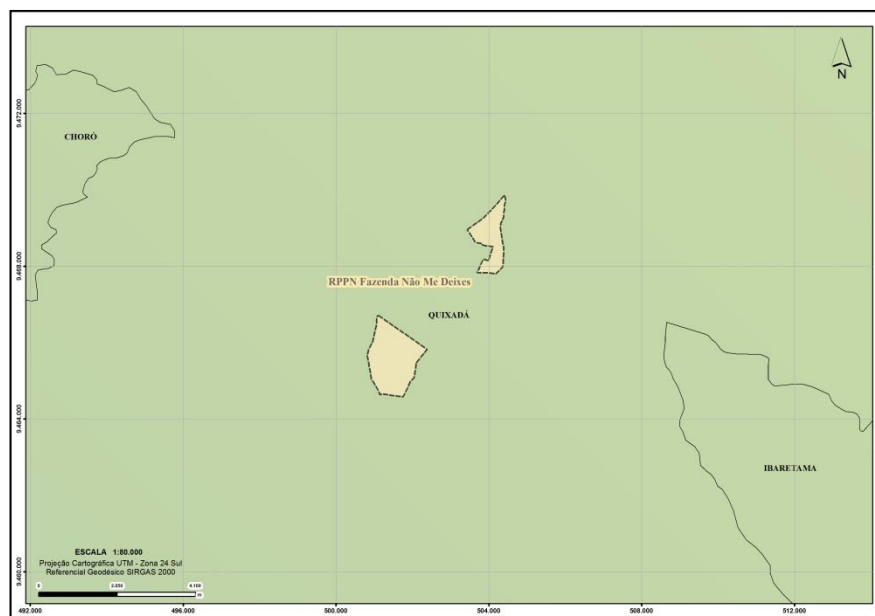 N
9.472.000
CHORÓ
9.468.000
RPPN Fazenda Não Me Deixes
QUIXADÁ
9.464.000
IBARETAMA
ESCALA 1:80.000
Projeção Cartográfica UTM - Zona 24 Sul
Referencial Geodésico SIRGAS 2000
9.460.000
0
m
492.000 496.000 500.000 504.000 508.000 512.000